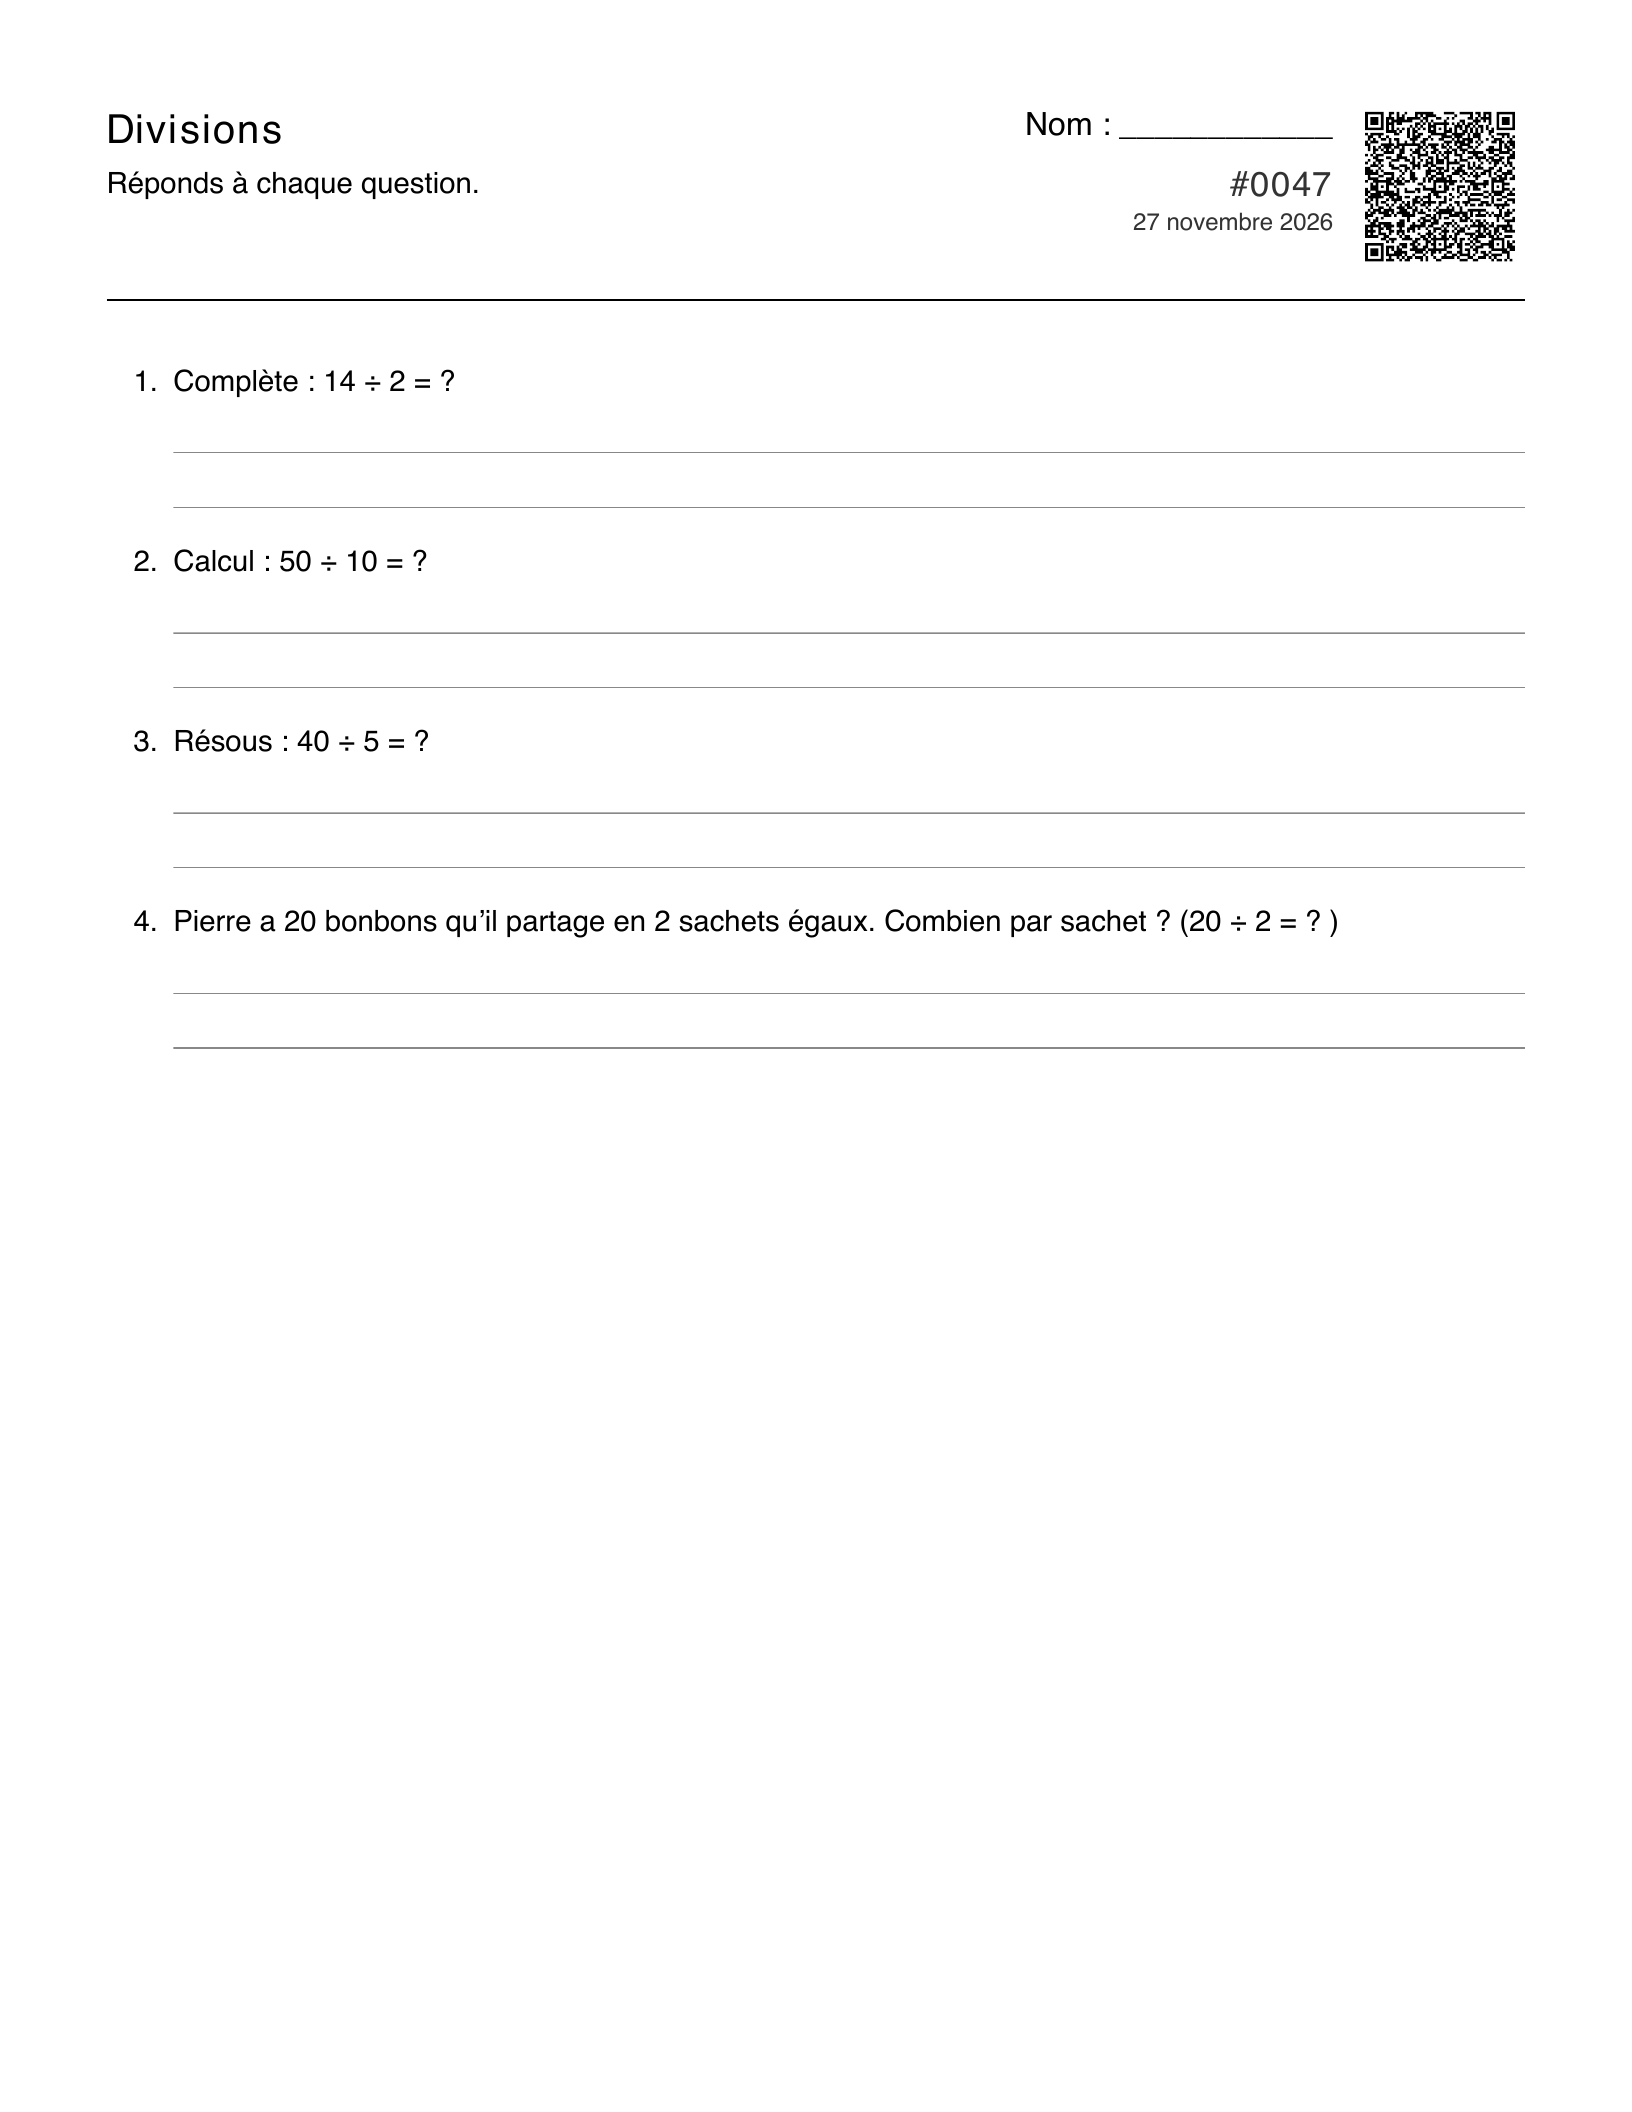 Divisions
Réponds à chaque question.
Nom : ____________
#0047
27 novembre 2026
1. Complète : 14 ÷ 2 = ?
2. Calcul : 50 ÷ 10 = ?
3. Résous : 40 ÷ 5 = ?
4. Pierre a 20 bonbons qu’il partage en 2 sachets égaux. Combien par sachet ? (20 ÷ 2 = ? )